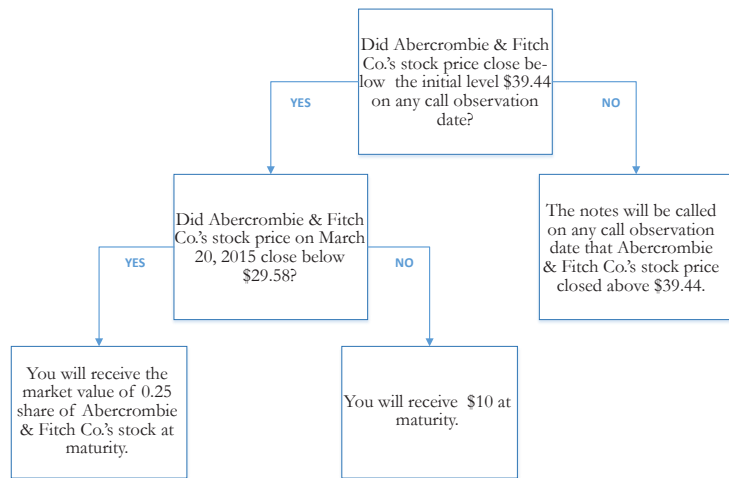 Did Abercrombie & Fitch
Co.'s stock price close be-
low the initial level $39.44
on any call observation
date?
YES
NO
Did Abercrombie & Fitch
Co.'s stock price on March
20, 2015 close below
$29.58?
The notes will be called
on any call observation
date that Abercrombie
& Fitch Co.'s stock price
closed above $39.44.
YES
NO
You will receive the
market value of 0.25
share of Abercrombie
& Fitch Co.'s stock at
maturity.
You will receive $10 at
maturity.